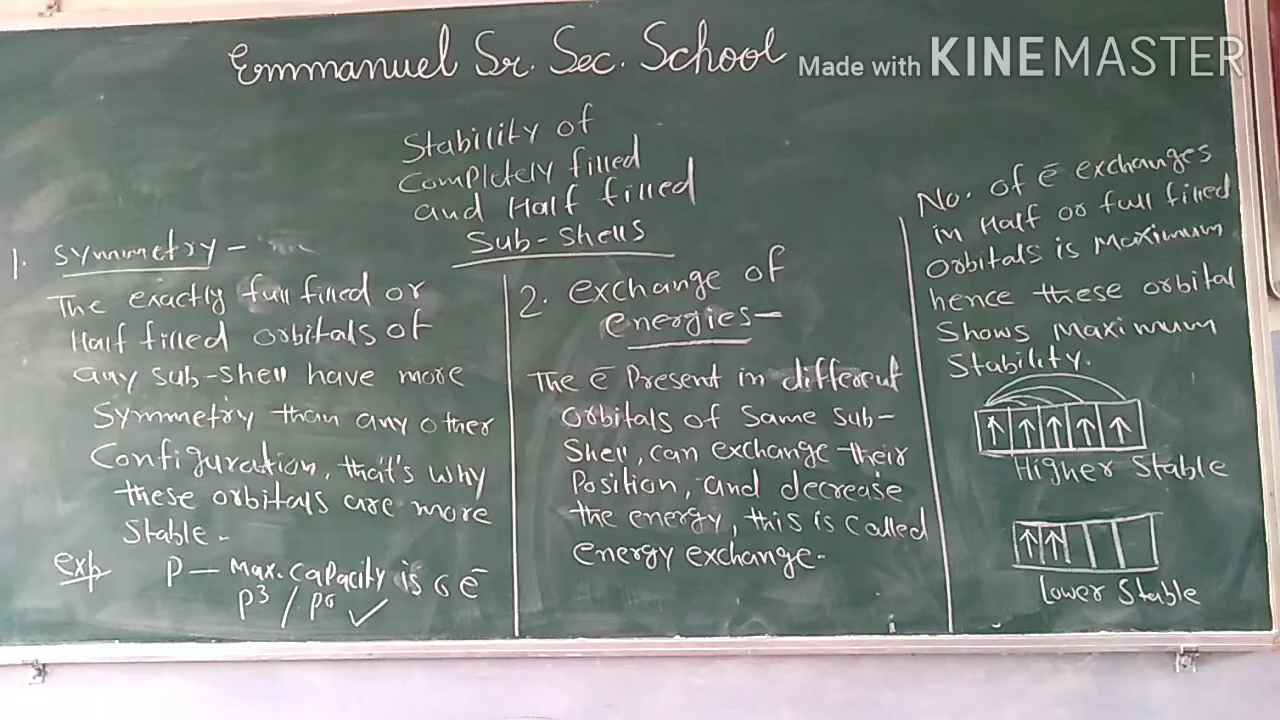 Emmanuel Sr. Sec. School
Made with KINEMASTER
Stability of
completely filled
and Half filled
Sub-shells
1. Symmetry –
The exactly full filled or
Half filled orbitals of
any sub-shell have more
Symmetry than any other
Configuration, that's why
these orbitals are more
Stable.
exp P – Max. capacity is 6 e⁻
p³ / p⁶ ✓
2. exchange of
energies –
The e⁻ Present in different
orbitals of same sub-
shell, can exchange their
Position, and decrease
the energy, this is called
energy exchange.
No. of e⁻ exchanges
in Half or full filled
Orbitals is Maximum
hence these orbital
Shows Maximum
Stability.
↑ ↑ ↑ ↑ ↑
Higher Stable
↑ ↑
Lower Stable